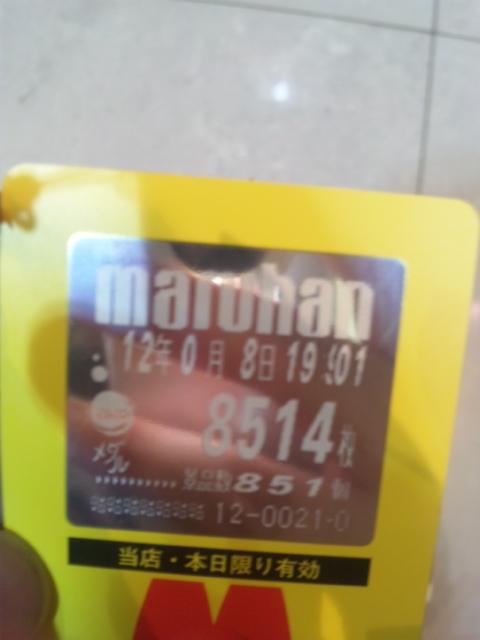 maruhan
12年0月 8日 19:01
8514枚
メダル
景品数 851個
12-0021-0
当店・本日限り有効
M